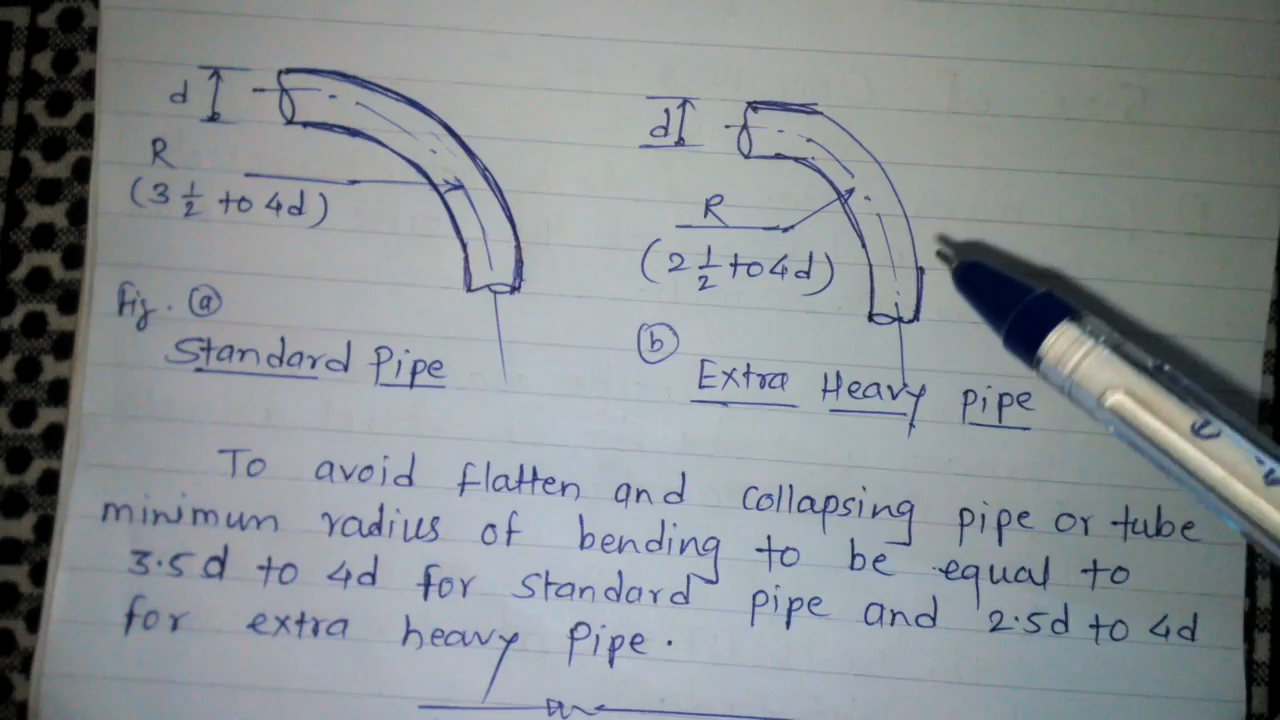 d
R
(3 1/2 to 4d)
Fig. ⓐ
Standard Pipe
d
R
(2 1/2 to 4d)
ⓑ
Extra Heavy pipe
To avoid flatten and collapsing pipe or tube
minimun radius of bending to be equal to
3.5d to 4d for standard pipe and 2.5d to 4d
for extra heavy pipe.